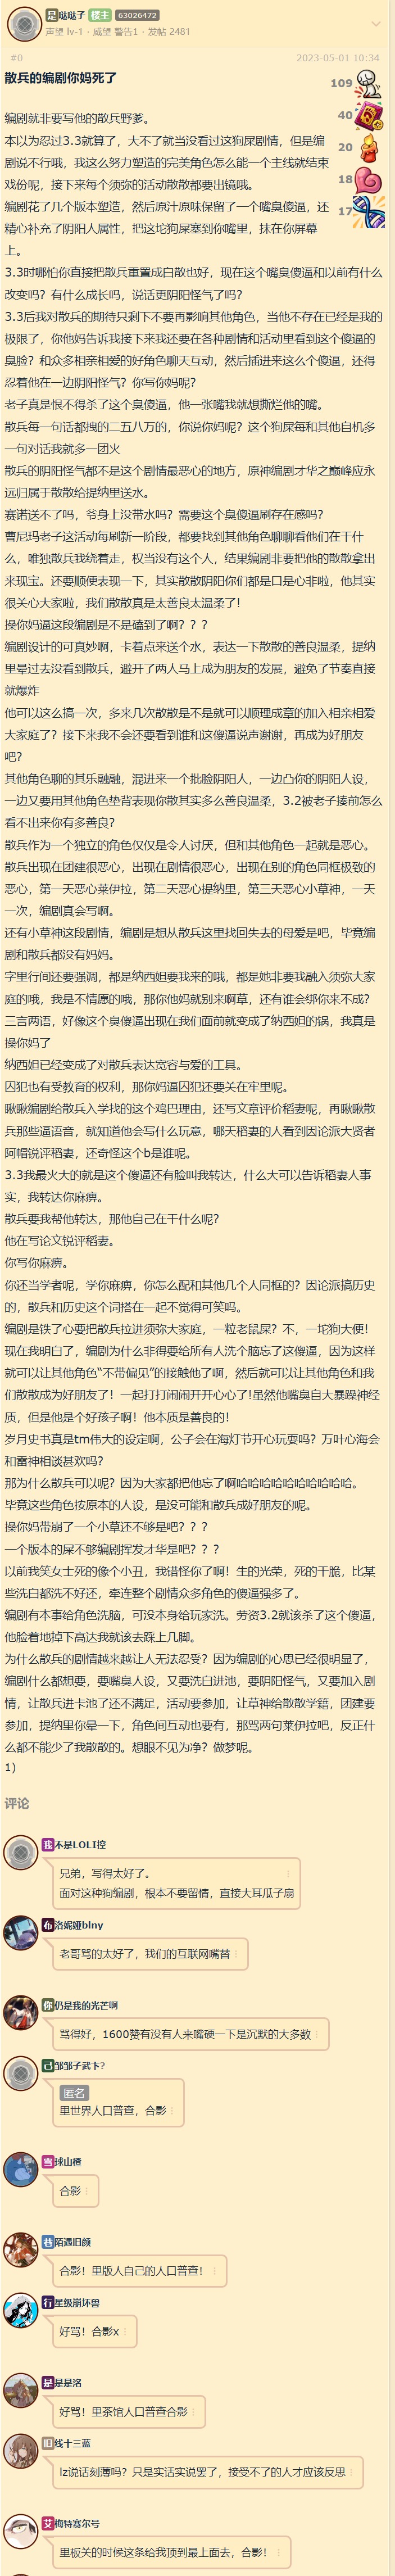 是哒哒子 楼主 63026472
声望 lv-1 · 威望 警告1 · 发帖 2481
#0
2023-05-01 10:34
散兵的编剧你妈死了
109
40
20
18
17
编剧就非要写他的散兵野爹。
本以为忍过3.3就算了，大不了就当没看过这狗屎剧情，但是编
剧说不行哦，我这么努力塑造的完美角色怎么能一个主线就结束
戏份呢，接下来每个须弥的活动散散都要出镜哦。
编剧花了几个版本塑造，然后原汁原味保留了一个嘴臭傻逼，还
精心补充了阴阳人属性，把这坨狗屎塞到你嘴里，抹在你屏幕
上。
3.3时哪怕你直接把散兵重置成白散也好，现在这个嘴臭傻逼和以前有什么
改变吗？有什么成长吗，说话更阴阳怪气了吗？
3.3后我对散兵的期待只剩下不要再影响其他角色，当他不存在已经是我的
极限了，你他妈告诉我接下来我还要在各种剧情和活动里看到这个傻逼的
臭脸？和众多相亲相爱的好角色聊天互动，然后插进来这么个傻逼，还得
忍着他在一边阴阳怪气？你写你妈呢？
老子真是恨不得杀了这个臭傻逼，他一张嘴我就想撕烂他的嘴。
散兵每一句话都拽的二五八万的，你说你妈呢？这个狗屎每和其他自机多
一句对话我就多一团火
散兵的阴阳怪气都不是这个剧情最恶心的地方，原神编剧才华之巅峰应永
远归属于散散给提纳里送水。
赛诺送不了吗，爷身上没带水吗？需要这个臭傻逼刷存在感吗？
曹尼玛老子这活动每刷新一阶段，都要找到其他角色聊聊看他们在干什
么，唯独散兵我绕着走，权当没有这个人，结果编剧非要把他的散散拿出
来现宝。还要顺便表现一下，其实散散阴阳你们都是口是心非啦，他其实
很关心大家啦，我们散散真是太善良太温柔了！
操你妈逼这段编剧是不是磕到了啊？？？
编剧设计的可真妙啊，卡着点来送个水，表达一下散散的善良温柔，提纳
里晕过去没看到散兵，避开了两人马上成为朋友的发展，避免了节奏直接
就爆炸
他可以这么搞一次，多来几次散散是不是就可以顺理成章的加入相亲相爱
大家庭了？接下来我不会还要看到谁和这傻逼说声谢谢，再成为好朋友
吧？
其他角色聊的其乐融融，混进来一个批脸阴阳人，一边凸你的阴阳人设，
一边又要用其他角色垫背表现你散其实多么善良温柔，3.2被老子揍前怎么
看不出来你有多善良？
散兵作为一个独立的角色仅仅是令人讨厌，但和其他角色一起就是恶心。
散兵出现在团建很恶心，出现在剧情很恶心，出现在别的角色同框极致的
恶心，第一天恶心莱伊拉，第二天恶心提纳里，第三天恶心小草神，一天
一次，编剧真会写啊。
还有小草神这段剧情，编剧是想从散兵这里找回失去的母爱是吧，毕竟编
剧和散兵都没有妈妈。
字里行间还要强调，都是纳西妲要我来的哦，都是她非要我融入须弥大家
庭的哦，我是不情愿的哦，那你他妈就别来啊草，还有谁会绑你来不成？
三言两语，好像这个臭傻逼出现在我们面前就变成了纳西妲的锅，我真是
操你妈了
纳西妲已经变成了对散兵表达宽容与爱的工具。
囚犯也有受教育的权利，那你妈逼囚犯还要关在牢里呢。
瞅瞅编剧给散兵入学找的这个鸡巴理由，还写文章评价稻妻呢，再瞅瞅散
兵那些逼语音，就知道他会写什么玩意，哪天稻妻的人看到因论派大贤者
阿帽锐评稻妻，还奇怪这个b是谁呢。
3.3我最火大的就是这个傻逼还有脸叫我转达，什么大可以告诉稻妻人事
实，我转达你麻痹。
散兵要我帮他转达，那他自己在干什么呢？
他在写论文锐评稻妻。
你写你麻痹。
你还当学者呢，学你麻痹，你怎么配和其他几个人同框的？因论派搞历史
的，散兵和历史这个词搭在一起不觉得可笑吗。
编剧是铁了心要把散兵拉进须弥大家庭，一粒老鼠屎？不，一坨狗大便！
现在我明白了，编剧为什么非得要给所有人洗个脑忘了这傻逼，因为这样
就可以让其他角色“不带偏见”的接触他了啊，然后就可以让其他角色和我
们散散成为好朋友了！一起打打闹闹开开心心了!虽然他嘴臭自大暴躁神经
质，但是他是个好孩子啊！他本质是善良的！
岁月史书真是tm伟大的设定啊，公子会在海灯节开心玩耍吗？万叶心海会
和雷神相谈甚欢吗？
那为什么散兵可以呢？因为大家都把他忘了啊哈哈哈哈哈哈哈哈哈哈。
毕竟这些角色按原本的人设，是没可能和散兵成好朋友的呢。
操你妈带崩了一个小草还不够是吧？？？
一个版本的屎不够编剧挥发才华是吧？？？
以前我笑女士死的像个小丑，我错怪你了啊！生的光荣，死的干脆，比某
些洗白都洗不好还，牵连整个剧情众多角色的傻逼强多了。
编剧有本事给角色洗脑，可没本身给玩家洗。劳资3.2就该杀了这个傻逼，
他脸着地掉下高达我就该去踩上几脚。
为什么散兵的剧情越来越让人无法忍受？因为编剧的心思已经很明显了，
编剧什么都想要，要嘴臭人设，又要洗白进池，要阴阳怪气，又要加入剧
情，让散兵进卡池了还不满足，活动要参加，让草神给散散学籍，团建要
参加，提纳里你晕一下，角色间互动也要有，那骂两句莱伊拉吧，反正什
么都不能少了我散散的。想眼不见为净？做梦呢。
1)
评论
我不是LOLI控
兄弟，写得太好了。
面对这种狗编剧，根本不要留情，直接大耳瓜子扇
布洛妮娅blny
老哥骂的太好了，我们的互联网嘴替
你仍是我的光芒啊
骂得好，1600赞有没有人来嘴硬一下是沉默的大多数
己邹邹子武卞?
匿名
里世界人口普查，合影
雪球山楂
合影
巷陌遇旧颜
合影！里版人自己的人口普查！
行星级崩坏兽
好骂！合影x
是是是洺
好骂！里茶馆人口普查合影
旧线十三蓝
lz说话刻薄吗？只是实话实说罢了，接受不了的人才应该反思
艾梅特赛尔号
里板关的时候这条给我顶到最上面去，合影！